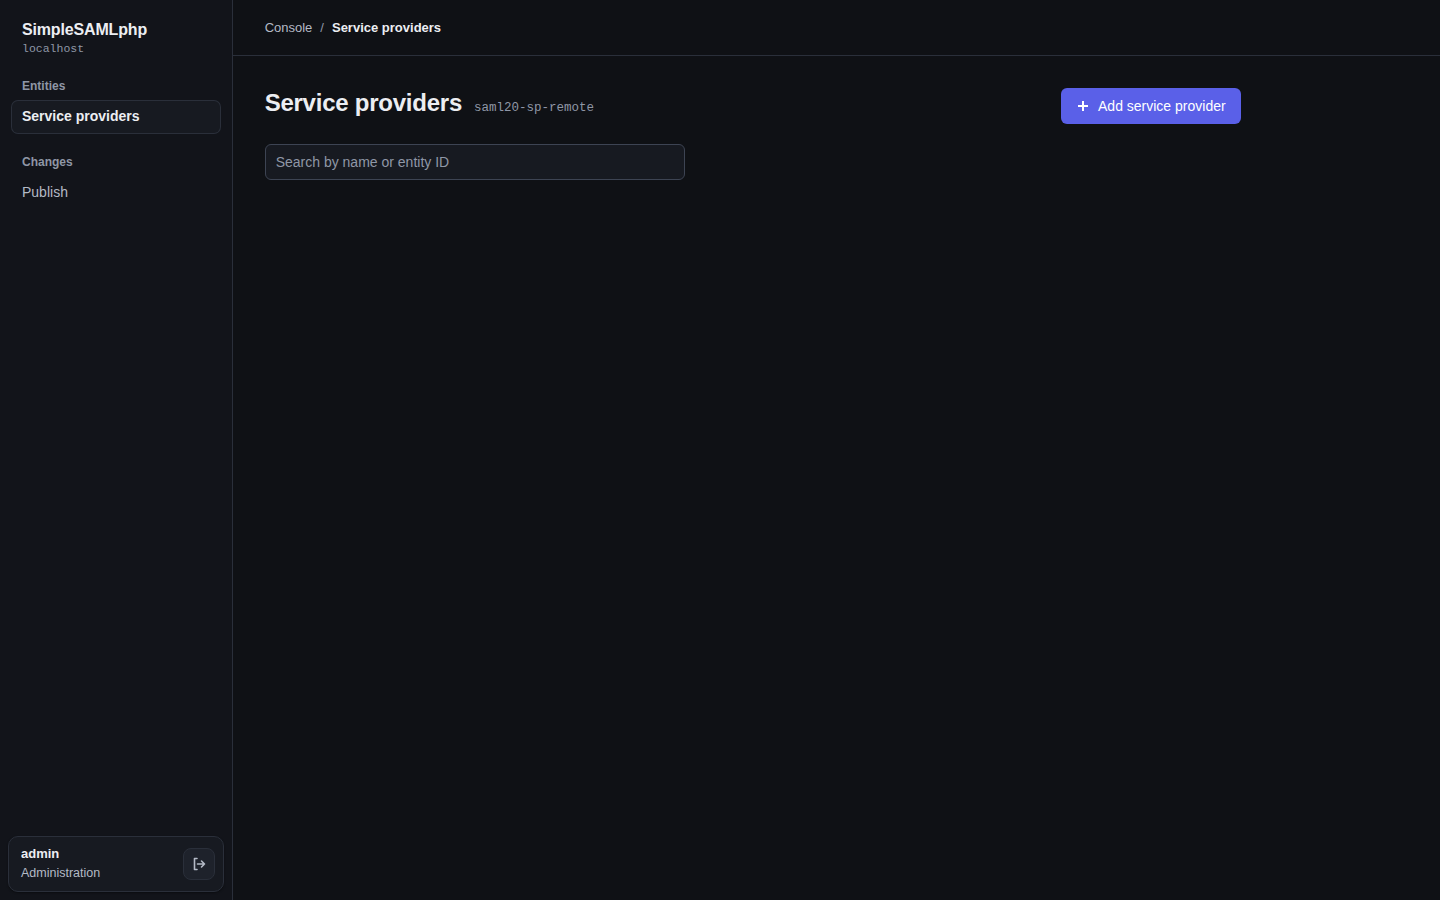 SimpleSAMLphp
localhost
Entities
Service providers
Changes
Publish
admin
Administration
Console / Service providers
Service providers saml20-sp-remote
Add service provider
Search by name or entity ID